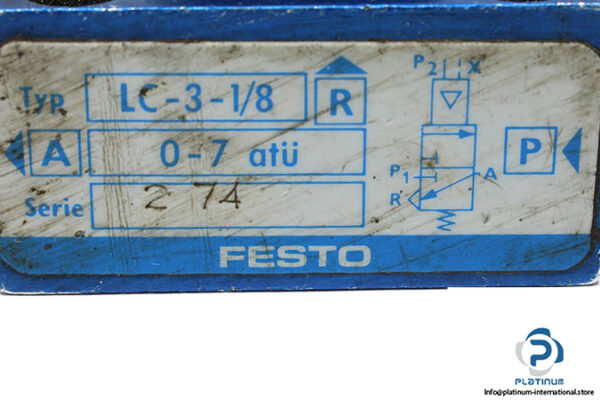 Typ LC-3-1/8 R
A 0-7 atü P
Serie 2 74
P2 X
P1 A
R
FESTO
P
PLATINUM
Info@platinum-international.store